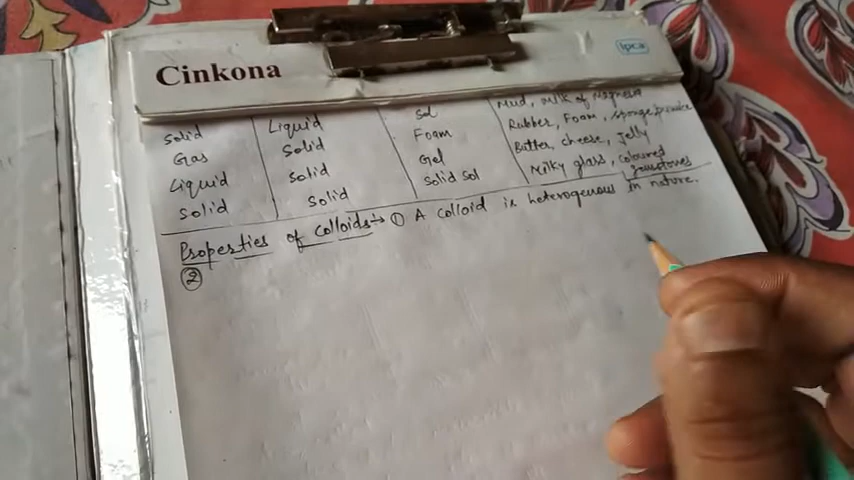 Cinkona
ipca
Solid Liquid Sol Mud, milk of Magnesia
Gas Solid Foam Rubber, Foam, sponge, pumice
Liquid Solid Gel Butter, cheese, Jelly
Solid Solid Solid sol Milky glass, coloured gemstones
Properties of colloids:→ ① A colloid is heterogenous in nature.
②